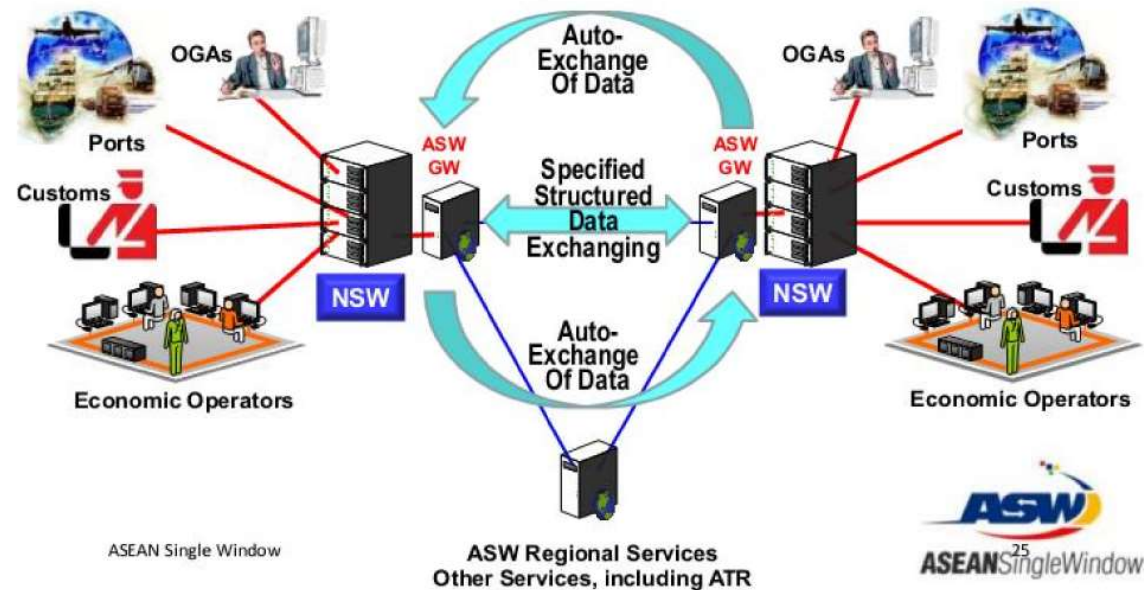 OGAs
Auto-
Exchange
Of Data
OGAs
Ports
ASW
GW
ASW
GW
Ports
Customs
Specified
Structured
Data
Exchanging
Customs
NSW
NSW
Auto-
Exchange
Of Data
Economic Operators
Economic Operators
ASEAN Single Window
ASW Regional Services
Other Services, including ATR
ASW
25
ASEANSingleWindow